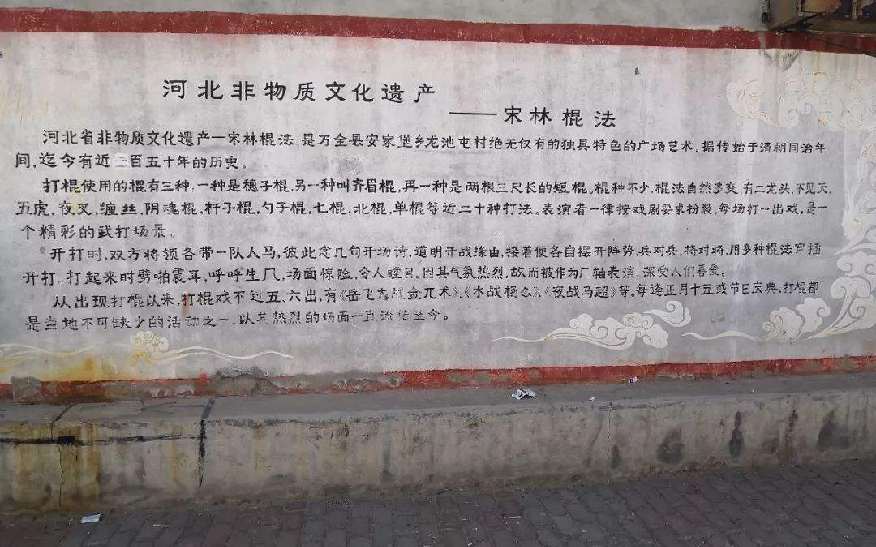 河北非物质文化遗产
——宋林棍法
河北省非物质文化遗产—宋林棍法,是万全县安家堡乡龙池屯村绝无仅有的独具特色的广场艺术,据传始于清朝同治年
间,迄今有近二百五十年的历史。
打棍使用的棍有三种,一种是穗子棍,另一种叫齐眉棍,再一种是两根三尺长的短棍,棍种不少,棍法自然多变,有二龙头,不见天,
五虎,夜叉,缠丝,阴魂棍,杆子棍,勺子棍,七棍,北棍,单棍等近二十种打法。表演者一律按戏剧要求粉装,每场打一出戏,是一
个精彩的武打场景。
开打时,双方将领各带一队人马,彼此念几句开场诗,道明开战缘由,接着便各自摆开阵势,兵对兵,将对将,用多种棍法穿插
开打,打起来时劈啪震耳,呼呼生风,场面惊险,令人瞠目,因其气氛热烈,故而被作为压轴表演,深受人们喜爱。
从出现打棍以来,打棍戏不过五、六出,有《岳飞大战金兀术》,《水战杨么》,《夜战马超》等,每逢正月十五或节日庆典,打棍都
是当地不可缺少的活动之一,以其热烈的场面一直流传至今。